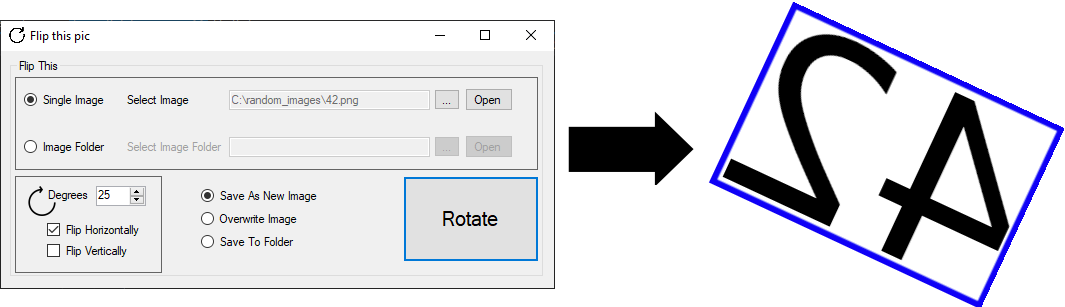 Flip this pic
Flip This
Single Image Select Image C:\random_images\42.png ... Open
Image Folder Select Image Folder ... Open
Degrees 25
Flip Horizontally
Flip Vertically
Save As New Image
Overwrite Image
Save To Folder
Rotate
42